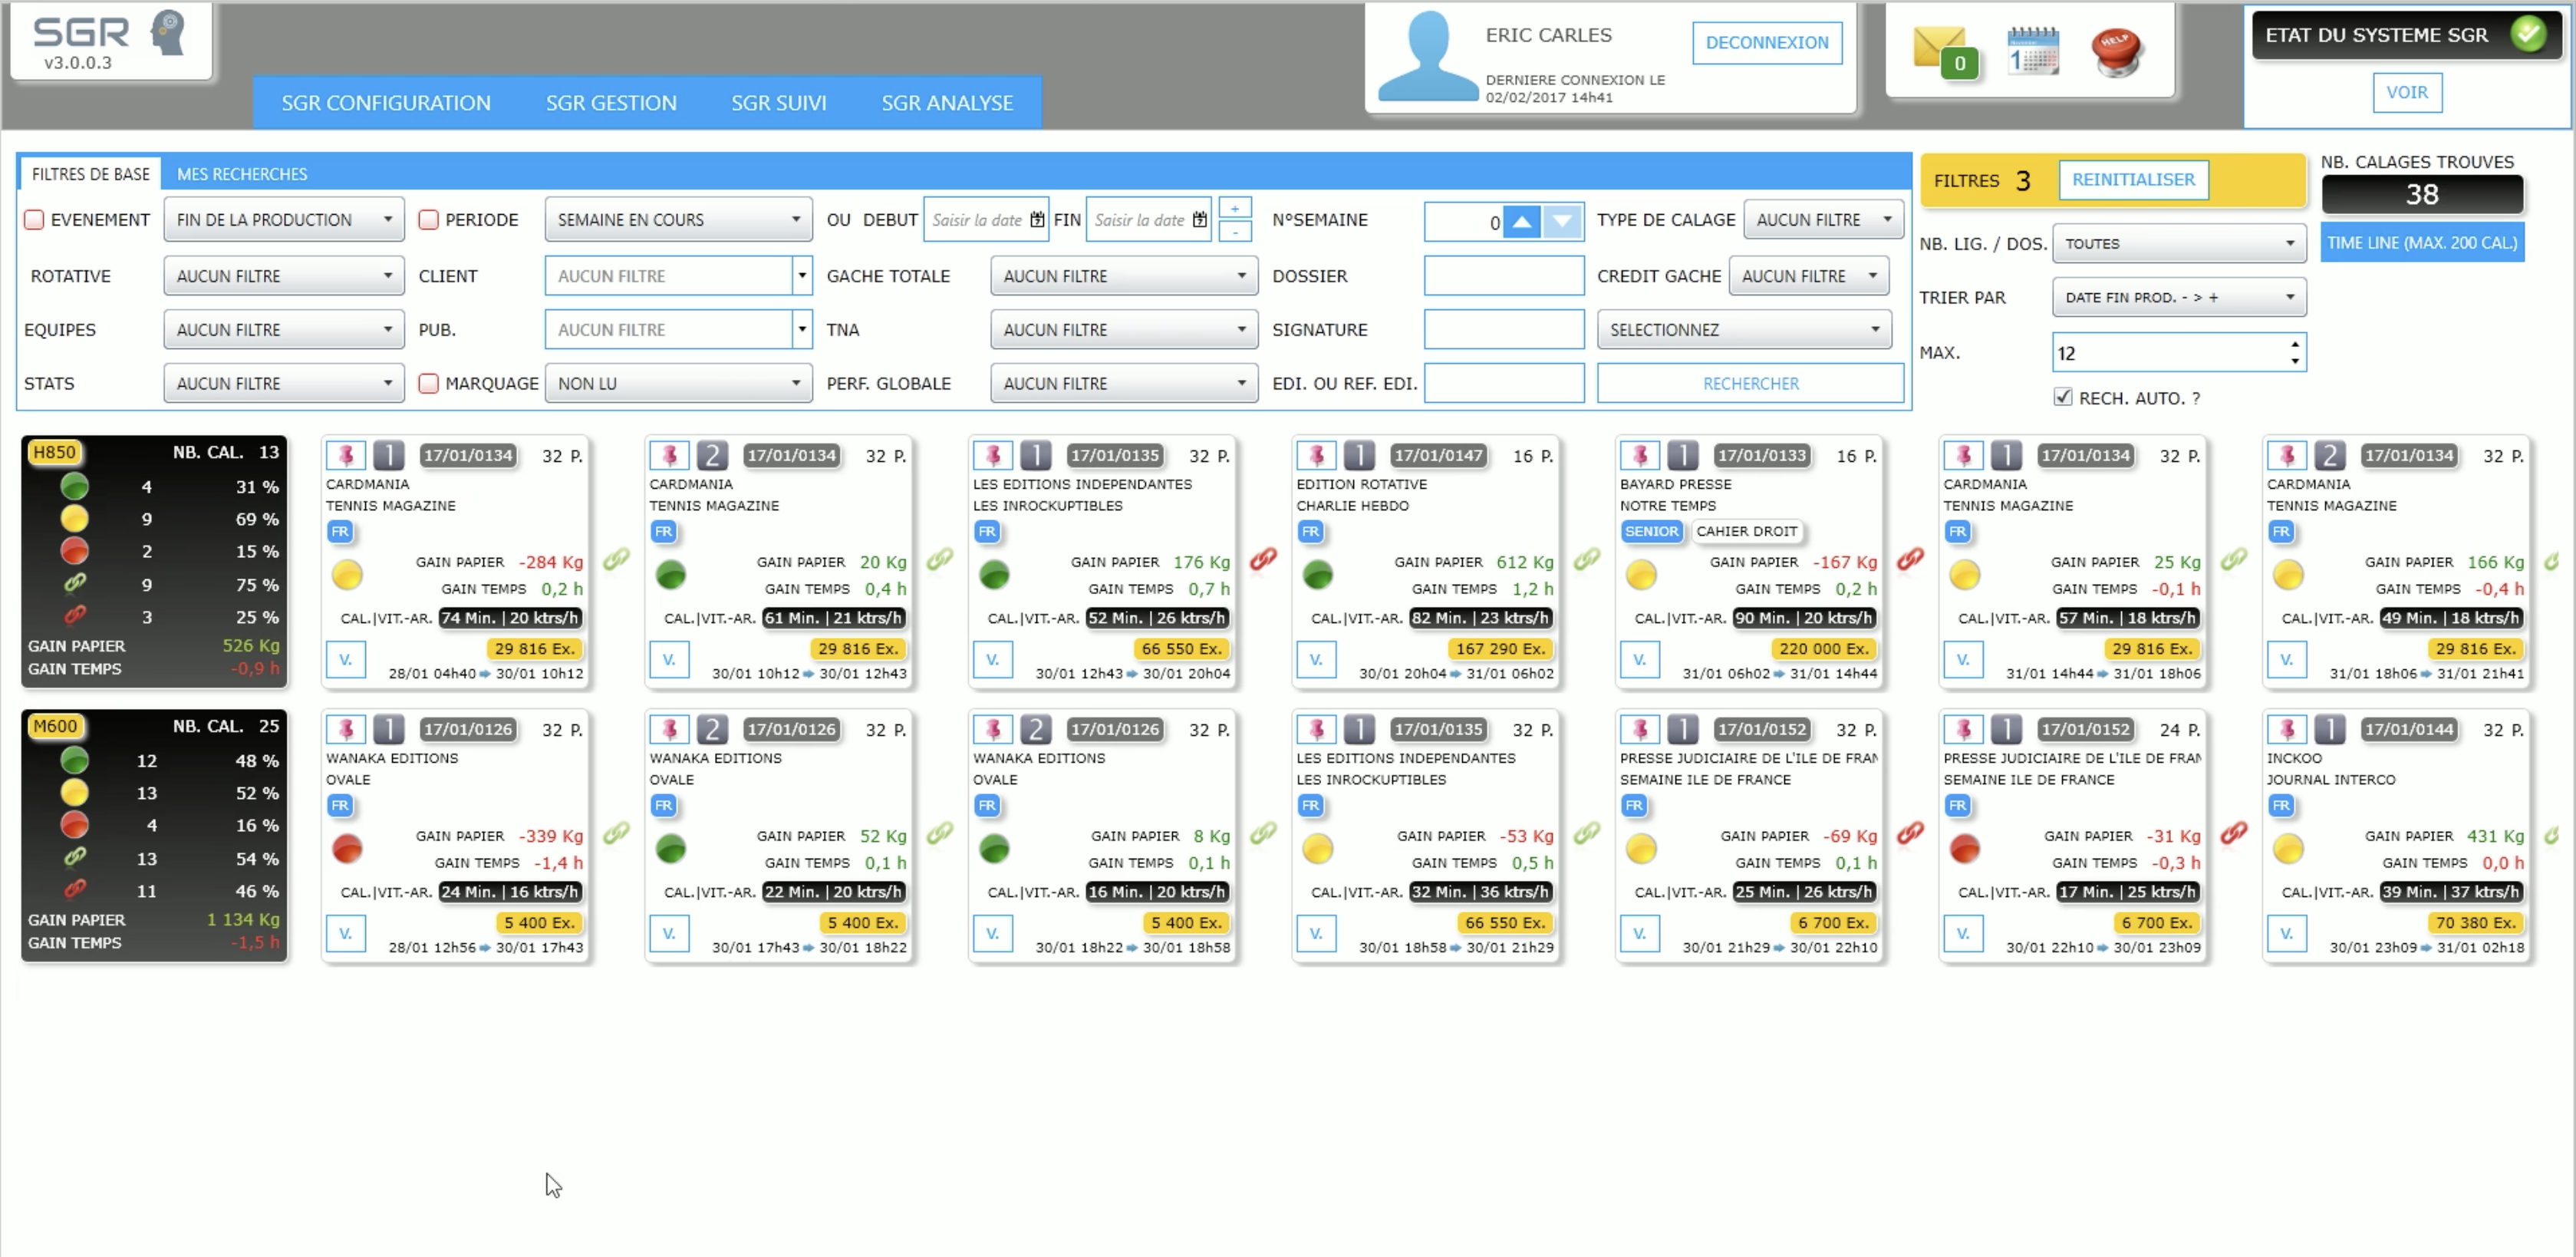 SGR
v3.0.0.3
SGR CONFIGURATION SGR GESTION SGR SUIVI SGR ANALYSE
ERIC CARLES
DECONNEXION
DERNIERE CONNEXION LE
02/02/2017 14h41
0
1
HELP
ETAT DU SYSTEME SGR
VOIR
FILTRES DE BASE MES RECHERCHES
EVENEMENT FIN DE LA PRODUCTION PERIODE SEMAINE EN COURS OU DEBUT Saisir la date FIN Saisir la date + - N°SEMAINE 0 TYPE DE CALAGE AUCUN FILTRE
ROTATIVE AUCUN FILTRE CLIENT AUCUN FILTRE GACHE TOTALE AUCUN FILTRE DOSSIER CREDIT GACHE AUCUN FILTRE
EQUIPES AUCUN FILTRE PUB. AUCUN FILTRE TNA AUCUN FILTRE SIGNATURE SELECTIONNEZ
STATS AUCUN FILTRE MARQUAGE NON LU PERF. GLOBALE AUCUN FILTRE EDI. OU REF. EDI. RECHERCHER
FILTRES 3 REINITIALISER
NB. LIG. / DOS. TOUTES
TRIER PAR DATE FIN PROD. - > +
MAX. 12
RECH. AUTO. ?
NB. CALAGES TROUVES
38
TIME LINE (MAX. 200 CAL.)
H850 NB. CAL. 13
4 31 %
9 69 %
2 15 %
9 75 %
3 25 %
GAIN PAPIER 526 Kg
GAIN TEMPS -0,9 h
1 17/01/0134 32 P.
CARDMANIA
TENNIS MAGAZINE
FR
GAIN PAPIER -284 Kg
GAIN TEMPS 0,2 h
CAL.|VIT.-AR. 74 Min. | 20 ktrs/h
29 816 Ex.
V. 28/01 04h40 30/01 10h12
2 17/01/0134 32 P.
CARDMANIA
TENNIS MAGAZINE
FR
GAIN PAPIER 20 Kg
GAIN TEMPS 0,4 h
CAL.|VIT.-AR. 61 Min. | 21 ktrs/h
29 816 Ex.
V. 30/01 10h12 30/01 12h43
1 17/01/0135 32 P.
LES EDITIONS INDEPENDANTES
LES INROCKUPTIBLES
FR
GAIN PAPIER 176 Kg
GAIN TEMPS 0,7 h
CAL.|VIT.-AR. 52 Min. | 26 ktrs/h
66 550 Ex.
V. 30/01 12h43 30/01 20h04
1 17/01/0147 16 P.
EDITION ROTATIVE
CHARLIE HEBDO
FR
GAIN PAPIER 612 Kg
GAIN TEMPS 1,2 h
CAL.|VIT.-AR. 82 Min. | 23 ktrs/h
167 290 Ex.
V. 30/01 20h04 31/01 06h02
1 17/01/0133 16 P.
BAYARD PRESSE
NOTRE TEMPS
SENIOR CAHIER DROIT
GAIN PAPIER -167 Kg
GAIN TEMPS 0,2 h
CAL.|VIT.-AR. 90 Min. | 20 ktrs/h
220 000 Ex.
V. 31/01 06h02 31/01 14h44
1 17/01/0134 32 P.
CARDMANIA
TENNIS MAGAZINE
FR
GAIN PAPIER 25 Kg
GAIN TEMPS -0,1 h
CAL.|VIT.-AR. 57 Min. | 18 ktrs/h
29 816 Ex.
V. 31/01 14h44 31/01 18h06
2 17/01/0134 32 P.
CARDMANIA
TENNIS MAGAZINE
FR
GAIN PAPIER 166 Kg
GAIN TEMPS -0,4 h
CAL.|VIT.-AR. 49 Min. | 18 ktrs/h
29 816 Ex.
V. 31/01 18h06 31/01 21h41
M600 NB. CAL. 25
12 48 %
13 52 %
4 16 %
13 54 %
11 46 %
GAIN PAPIER 1 134 Kg
GAIN TEMPS -1,5 h
1 17/01/0126 32 P.
WANAKA EDITIONS
OVALE
FR
GAIN PAPIER -339 Kg
GAIN TEMPS -1,4 h
CAL.|VIT.-AR. 24 Min. | 16 ktrs/h
5 400 Ex.
V. 28/01 12h56 30/01 17h43
2 17/01/0126 32 P.
WANAKA EDITIONS
OVALE
FR
GAIN PAPIER 52 Kg
GAIN TEMPS 0,1 h
CAL.|VIT.-AR. 22 Min. | 20 ktrs/h
5 400 Ex.
V. 30/01 17h43 30/01 18h22
2 17/01/0126 32 P.
WANAKA EDITIONS
OVALE
FR
GAIN PAPIER 8 Kg
GAIN TEMPS 0,1 h
CAL.|VIT.-AR. 16 Min. | 20 ktrs/h
5 400 Ex.
V. 30/01 18h22 30/01 18h58
1 17/01/0135 32 P.
LES EDITIONS INDEPENDANTES
LES INROCKUPTIBLES
FR
GAIN PAPIER -53 Kg
GAIN TEMPS 0,5 h
CAL.|VIT.-AR. 32 Min. | 36 ktrs/h
66 550 Ex.
V. 30/01 18h58 30/01 21h29
1 17/01/0152 32 P.
PRESSE JUDICIAIRE DE L'ILE DE FRAN
SEMAINE ILE DE FRANCE
FR
GAIN PAPIER -69 Kg
GAIN TEMPS 0,1 h
CAL.|VIT.-AR. 25 Min. | 26 ktrs/h
6 700 Ex.
V. 30/01 21h29 30/01 22h10
1 17/01/0152 24 P.
PRESSE JUDICIAIRE DE L'ILE DE FRAN
SEMAINE ILE DE FRANCE
FR
GAIN PAPIER -31 Kg
GAIN TEMPS -0,3 h
CAL.|VIT.-AR. 17 Min. | 25 ktrs/h
6 700 Ex.
V. 30/01 22h10 30/01 23h09
1 17/01/0144 32 P.
INCKOO
JOURNAL INTERCO
FR
GAIN PAPIER 431 Kg
GAIN TEMPS 0,0 h
CAL.|VIT.-AR. 39 Min. | 37 ktrs/h
70 380 Ex.
V. 30/01 23h09 31/01 02h18